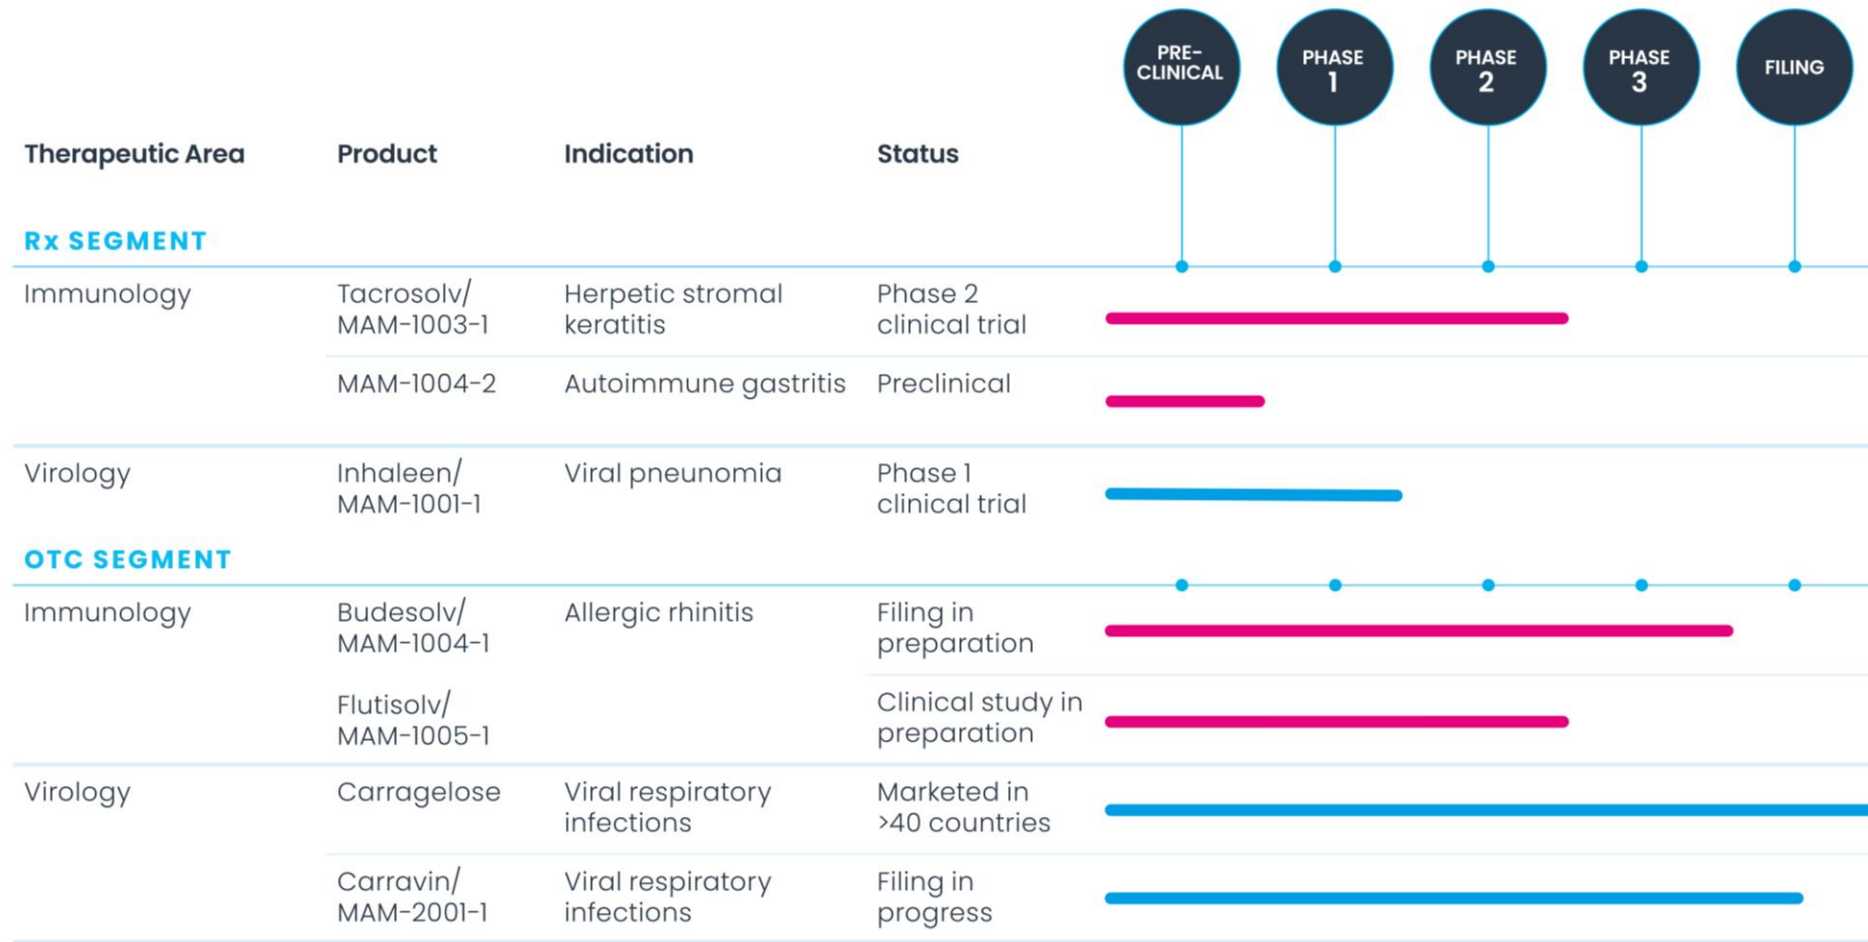 PRE-
CLINICAL
PHASE
1
PHASE
2
PHASE
3
FILING
Therapeutic Area Product Indication Status
Rx SEGMENT
Immunology Tacrosolv/ Herpetic stromal Phase 2
MAM-1003-1 keratitis clinical trial
MAM-1004-2 Autoimmune gastritis Preclinical
Virology Inhaleen/ Viral pneunomia Phase 1
MAM-1001-1 clinical trial
OTC SEGMENT
Immunology Budesolv/ Allergic rhinitis Filing in
MAM-1004-1 preparation
Flutisolv/ Clinical study in
MAM-1005-1 preparation
Virology Carragelose Viral respiratory Marketed in
infections >40 countries
Carravin/ Viral respiratory Filing in
MAM-2001-1 infections progress